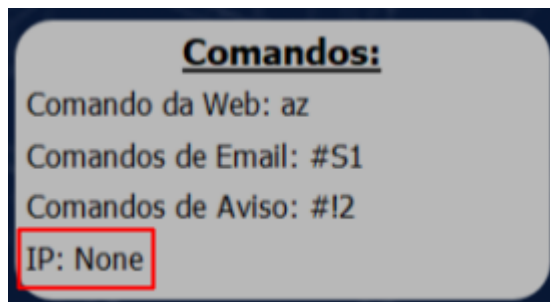 Comandos:
Comando da Web: az
Comandos de Email: #S1
Comandos de Aviso: #!2
IP: None